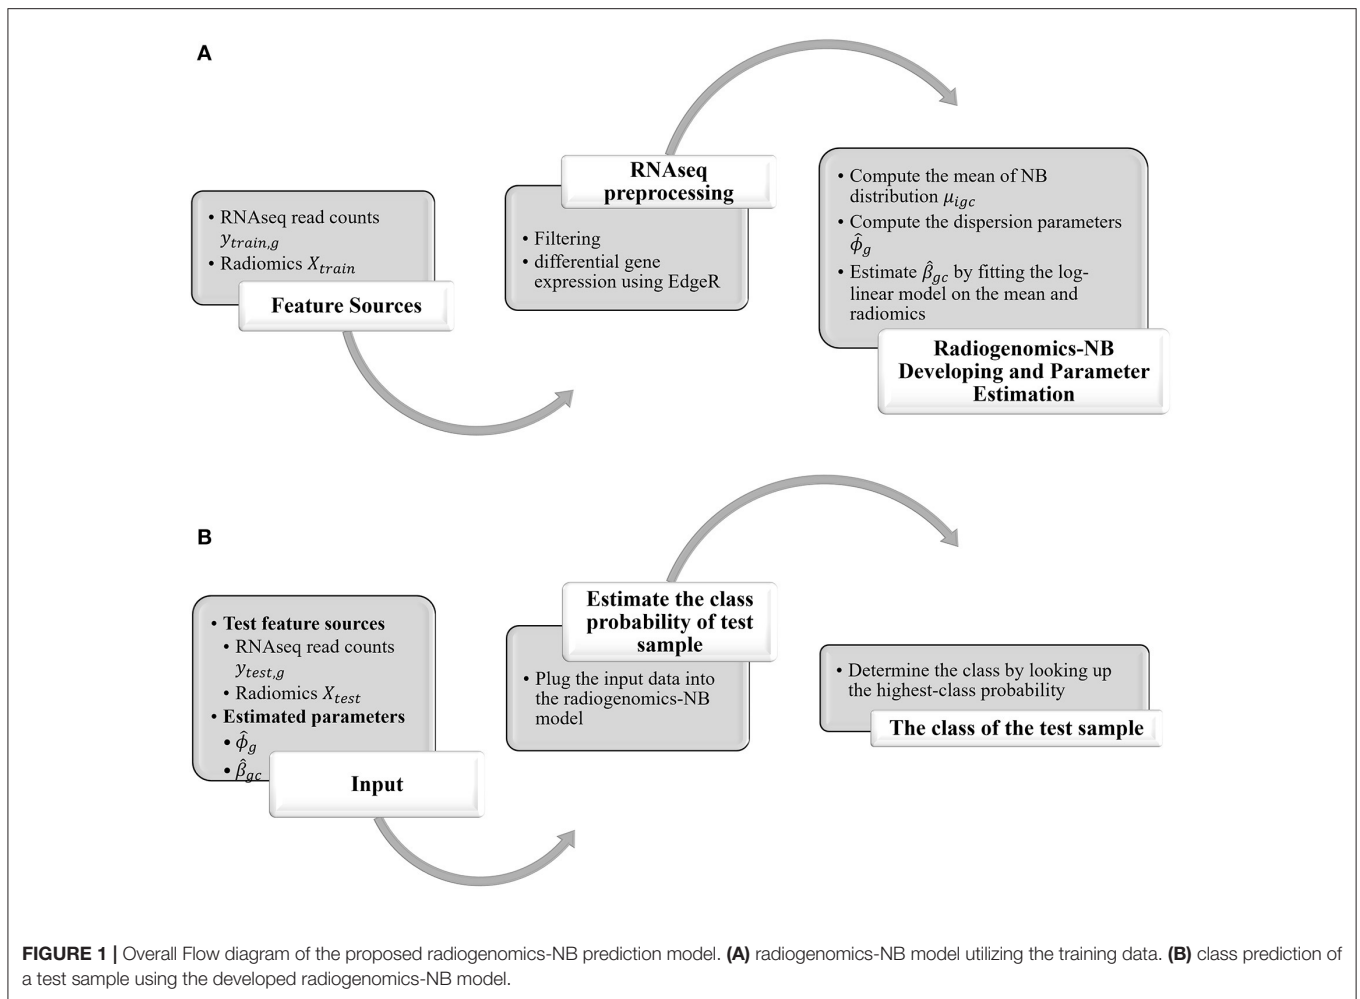 A
• RNAseq read counts
y_train,g
• Radiomics X_train
Feature Sources
RNAseq
preprocessing
• Filtering
• differential gene
expression using EdgeR
• Compute the mean of NB
distribution μ_igc
• Compute the dispersion parameters
ϕ̂_g
• Estimate β̂_gc by fitting the log-
linear model on the mean and
radiomics
Radiogenomics-NB
Developing and Parameter
Estimation
B
• Test feature sources
• RNAseq read counts
y_test,g
• Radiomics X_test
• Estimated parameters
• ϕ̂_g
• β̂_gc
Input
Estimate the class
probability of test
sample
• Plug the input data into
the radiogenomics-NB
model
• Determine the class by looking up
the highest-class probability
The class of the test sample
FIGURE 1 | Overall Flow diagram of the proposed radiogenomics-NB prediction model. (A) radiogenomics-NB model utilizing the training data. (B) class prediction of
a test sample using the developed radiogenomics-NB model.